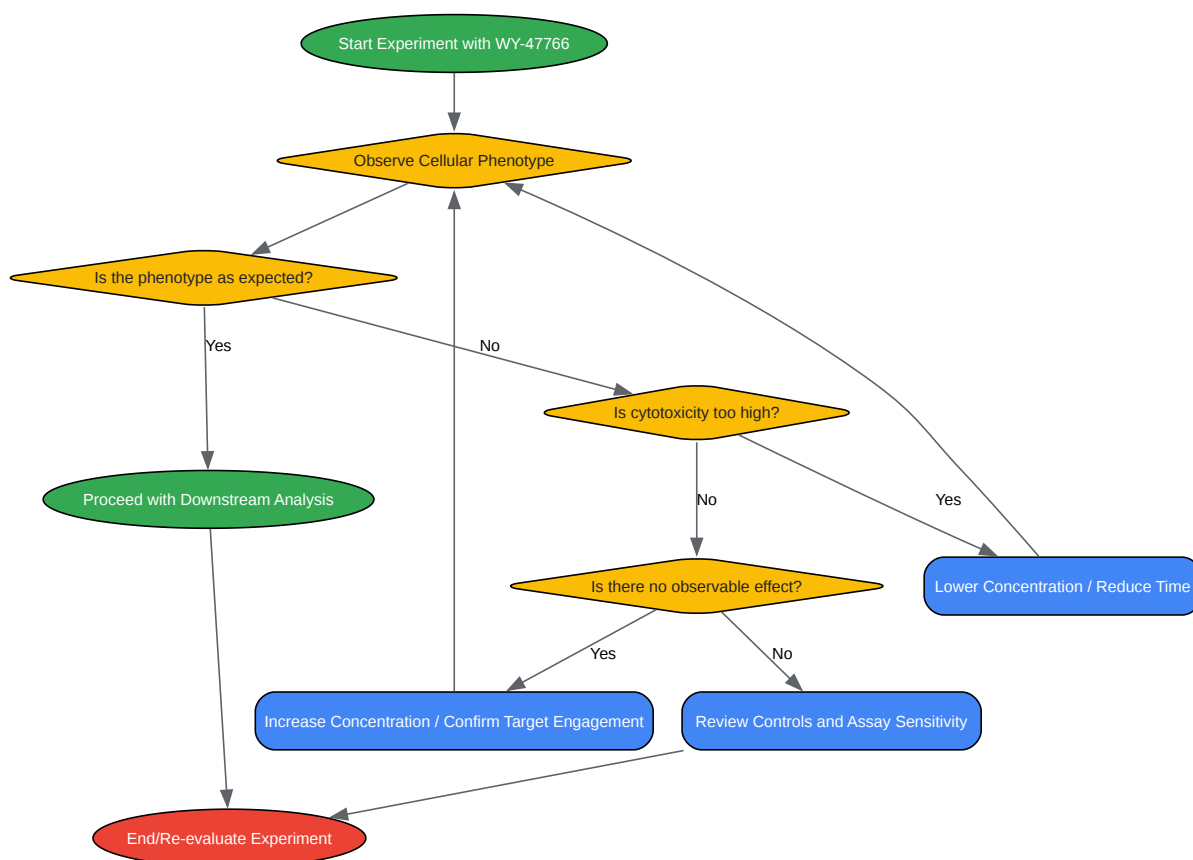 Start Experiment with WY-47766
Observe Cellular Phenotype
Is the phenotype as expected?
Yes
No
Is cytotoxicity too high?
Proceed with Downstream Analysis
No
Yes
Is there no observable effect?
Lower Concentration / Reduce Time
Yes
No
Increase Concentration / Confirm Target Engagement
Review Controls and Assay Sensitivity
End/Re-evaluate Experiment